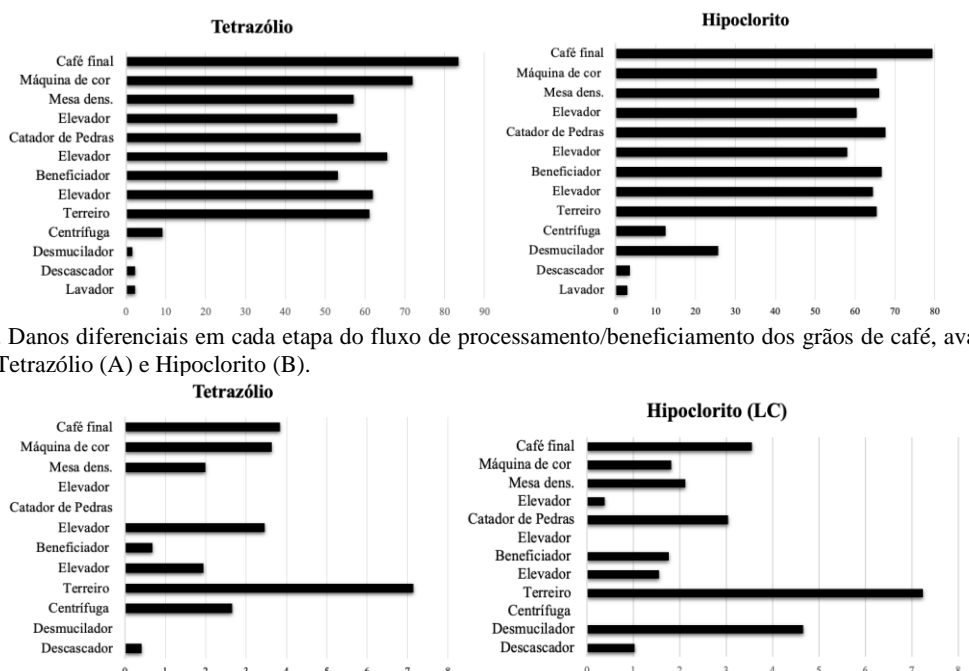 Tetrazólio
Café final
Máquina de cor
Mesa dens.
Elevador
Catador de Pedras
Elevador
Beneficiador
Elevador
Terreiro
Centrífuga
Desmucilador
Descascador
Lavador
0 10 20 30 40 50 60 70 80 90
Hipoclorito
Café final
Máquina de cor
Mesa dens.
Elevador
Catador de Pedras
Elevador
Beneficiador
Elevador
Terreiro
Centrífuga
Desmucilador
Descascador
Lavador
0 10 20 30 40 50 60 70 80
. Danos diferenciais em cada etapa do fluxo de processamento/beneficiamento dos grãos de café, ava
Tetrazólio (A) e Hipoclorito (B).
Tetrazólio
Café final
Máquina de cor
Mesa dens.
Elevador
Catador de Pedras
Elevador
Beneficiador
Elevador
Terreiro
Centrífuga
Desmucilador
Descascador
0 1 2 3 4 5 6 7 8
Hipoclorito (LC)
Café final
Máquina de cor
Mesa dens.
Elevador
Catador de Pedras
Elevador
Beneficiador
Elevador
Terreiro
Centrífuga
Desmucilador
Descascador
0 1 2 3 4 5 6 7 8